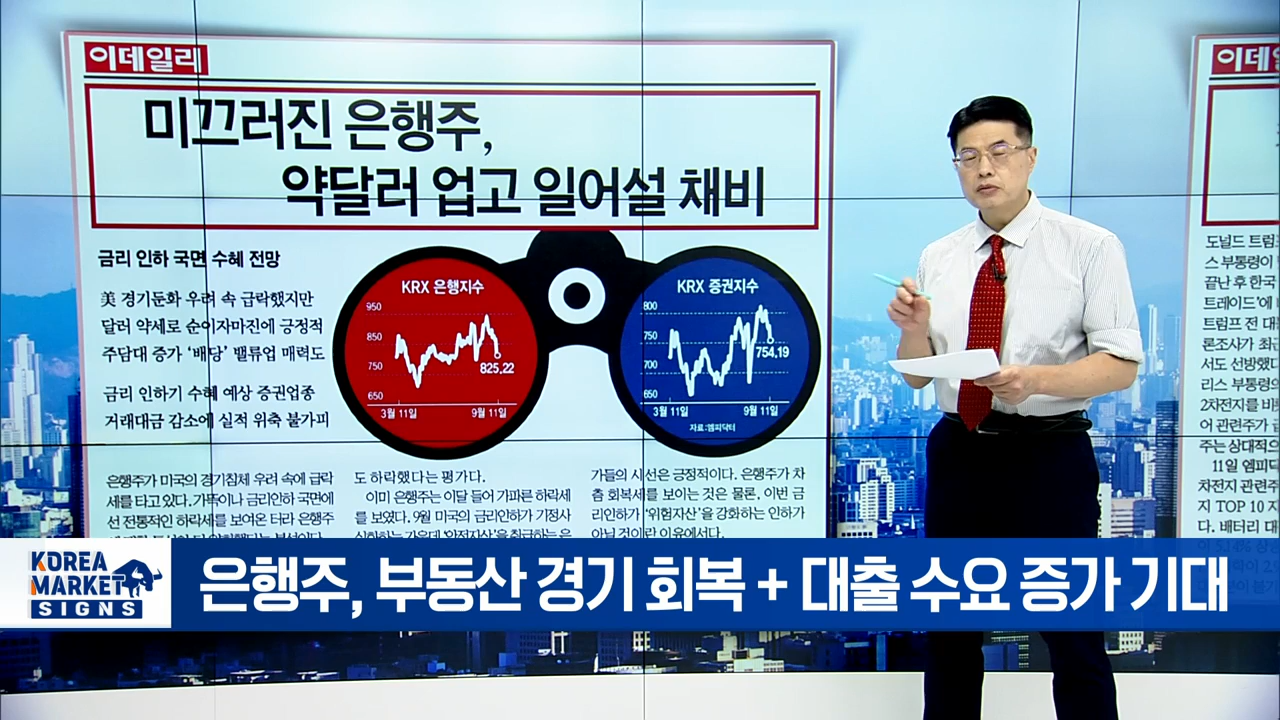 이데일리
미끄러진 은행주,
약달러 업고 일어설 채비
금리 인하 국면 수혜 전망
美 경기둔화 우려 속 급락했지만
달러 약세로 순이자마진에 긍정적
주담대 증가 '배당' 밸류업 매력도
금리 인하기 수혜 예상 증권업종
거래대금 감소에 실적 위축 불가피
KRX 은행지수
950
850
750
650
825.22
3월 11일
9월 11일
KRX 증권지수
800
750
700
650
754.19
3월 11일
9월 11일
자료:엠피닥터
은행주가 미국의 경기침체 우려 속에 급락
세를 타고 있다. 가뜩이나 금리인하 국면에
선 전통적인 하락세를 보여온 터라 은행주
도 하락했다는 평가다.
이미 은행주는 이달 들어 가파른 하락세
를 보였다. 9월 미국의 금리인하가 기정사
가들의 시선은 긍정적이다. 은행주가 차
츰 회복세를 보이는 것은 물론, 이번 금
리인하가 '위험자산'을 강화하는 인하가
아닐 것이란 이유에서다.
이데일
도널드 트럼프
스 부통령이
끝난 후 한국
트레이드'에
트럼프 전 대
론조사가 최근
서도 선방했다
리스 부통령의
2차전지를 비롯
어 관련주가 급
주는 상대적으
11일 엠피닥
차전지 관련주
지 TOP 10 지
다. 배터리 대
KOREA
MARKET
SIGNS
은행주, 부동산 경기 회복 + 대출 수요 증가 기대